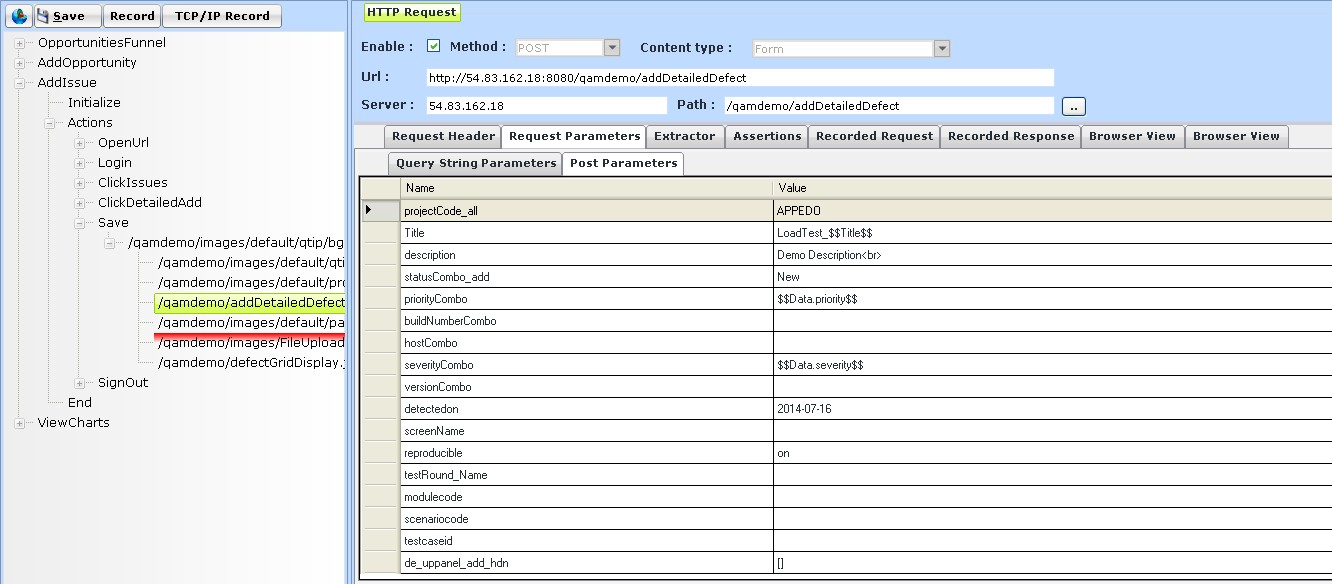 Save Record TCP/IP Record
OpportunitiesFunnel
AddOpportunity
AddIssue
Initialize
Actions
OpenUrl
Login
ClickIssues
ClickDetailedAdd
Save
/qamdemo/images/default/qtip/bg
/qamdemo/images/default/qti
/qamdemo/images/default/pro
/qamdemo/addDetailedDefect
/qamdemo/images/default/pa
/qamdemo/images/FileUpload
/qamdemo/defectGridDisplay.
SignOut
End
ViewCharts
HTTP Request
Enable : Method : POST Content type : Form
Url : http://54.83.162.18:8080/qamdemo/addDetailedDefect
Server : 54.83.162.18 Path : /qamdemo/addDetailedDefect ..
Request Header Request Parameters Extractor Assertions Recorded Request Recorded Response Browser View Browser View
Query String Parameters Post Parameters
Name Value
projectCode_all APPEDO
Title LoadTest_$$Title$$
description Demo Description<br>
statusCombo_add New
priorityCombo $$Data.priority$$
buildNumberCombo
hostCombo
severityCombo $$Data.severity$$
versionCombo
detectedon 2014-07-16
screenName
reproducible on
testRound_Name
modulecode
scenariocode
testcaseid
de_uppanel_add_hdn []